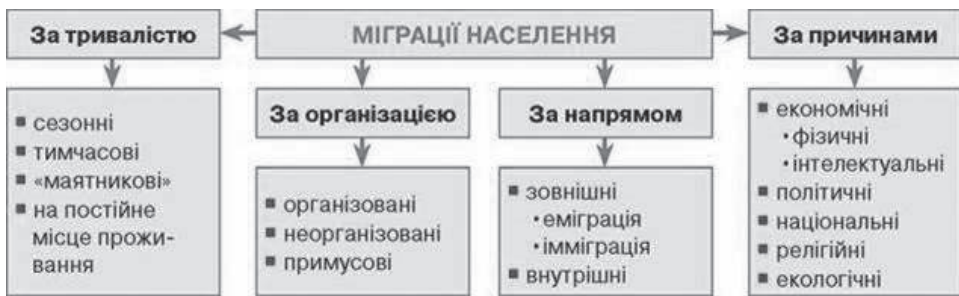 МІГРАЦІЇ НАСЕЛЕННЯ
За тривалістю
■ сезонні
■ тимчасові
■ «маятникові»
■ на постійне
місце прожи-
вання
За організацією
■ організовані
■ неорганізовані
■ примусові
За напрямом
■ зовнішні
• еміграція
• імміграція
■ внутрішні
За причинами
■ економічні
• фізичні
• інтелектуальні
■ політичні
■ національні
■ релігійні
■ екологічні